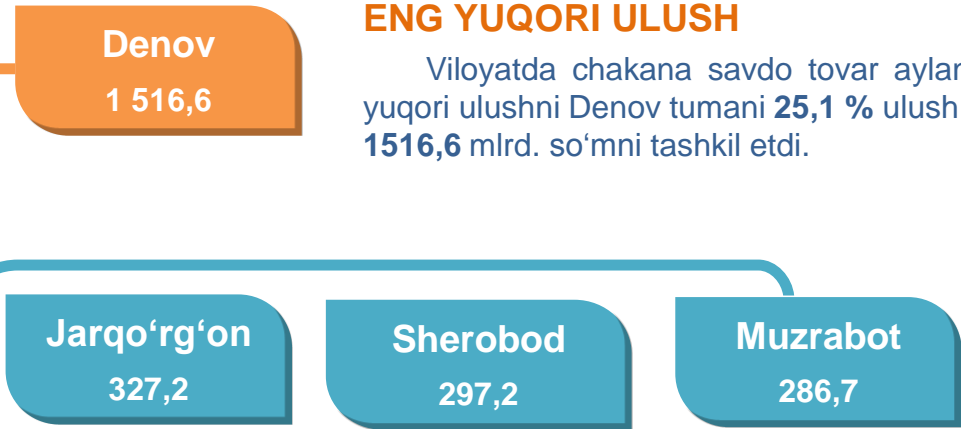 Denov
1 516,6
ENG YUQORI ULUSH
Viloyatda chakana savdo tovar
yuqori ulushni Denov tumani 25,1 % ulush
1516,6 mlrd. so‘mni tashkil etdi.
Jarqo‘rg‘on
327,2
Sherobod
297,2
Muzrabot
286,7